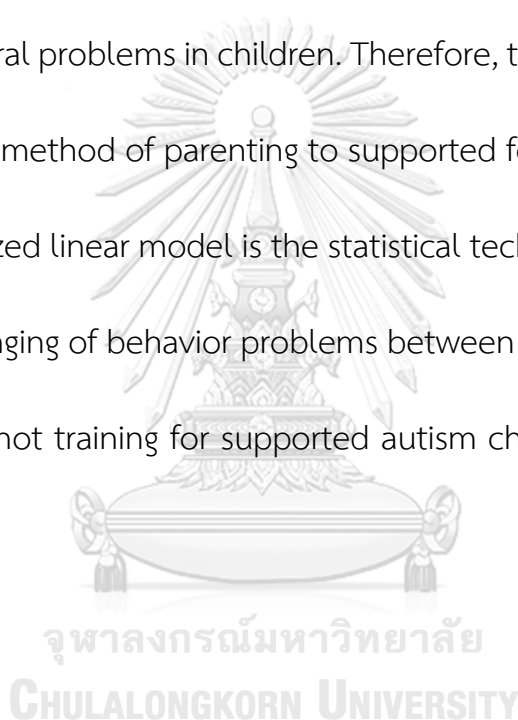 ral problems in children. Therefore, t
method of parenting to supported f
zed linear model is the statistical tec
nging of behavior problems between
not training for supported autism ch
จุฬาลงกรณ์มหาวิทยาลัย
CHULALONGKORN UNIVERSITY